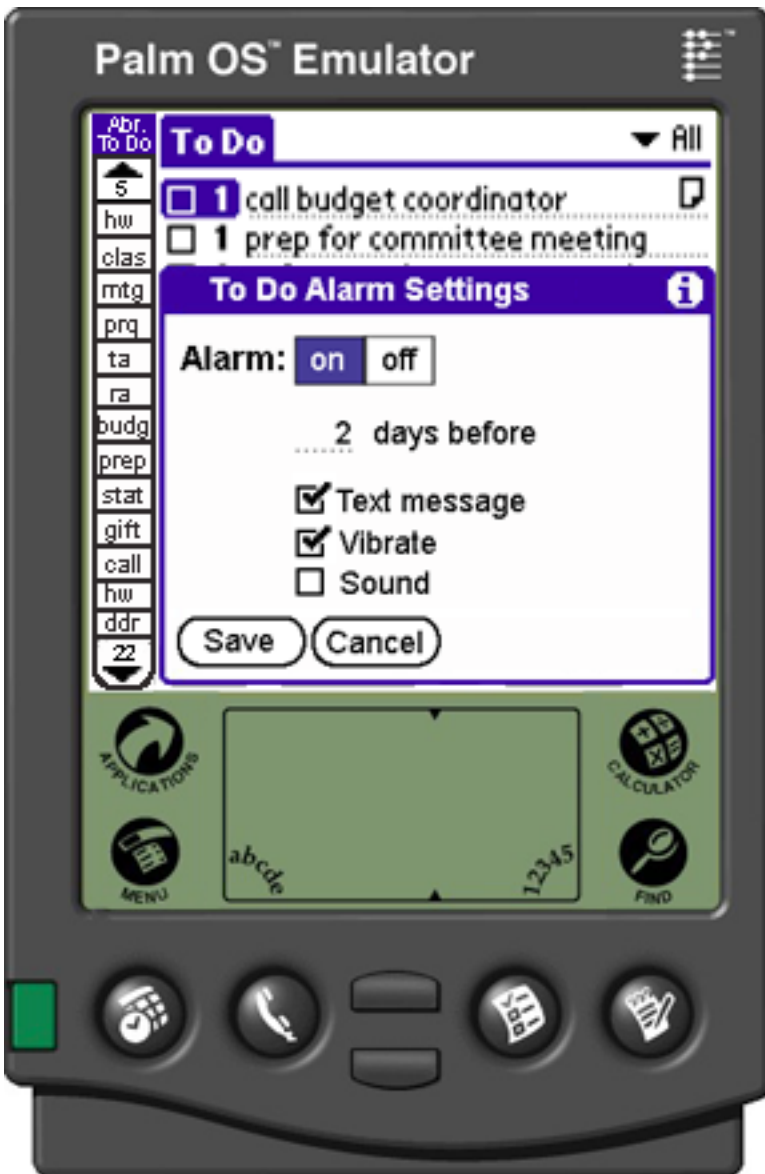 Palm OS™ Emulator
Abr.
To Do
5
hw
clas
mtg
prq
ta
ra
budg
prep
stat
gift
call
hw
ddr
22
To Do
All
1 call budget coordinator
1 prep for committee meeting
To Do Alarm Settings
Alarm: on off
2 days before
Text message
Vibrate
Sound
Save Cancel
APPLICATIONS
CALCULATOR
MENU
abcde
12345
FIND